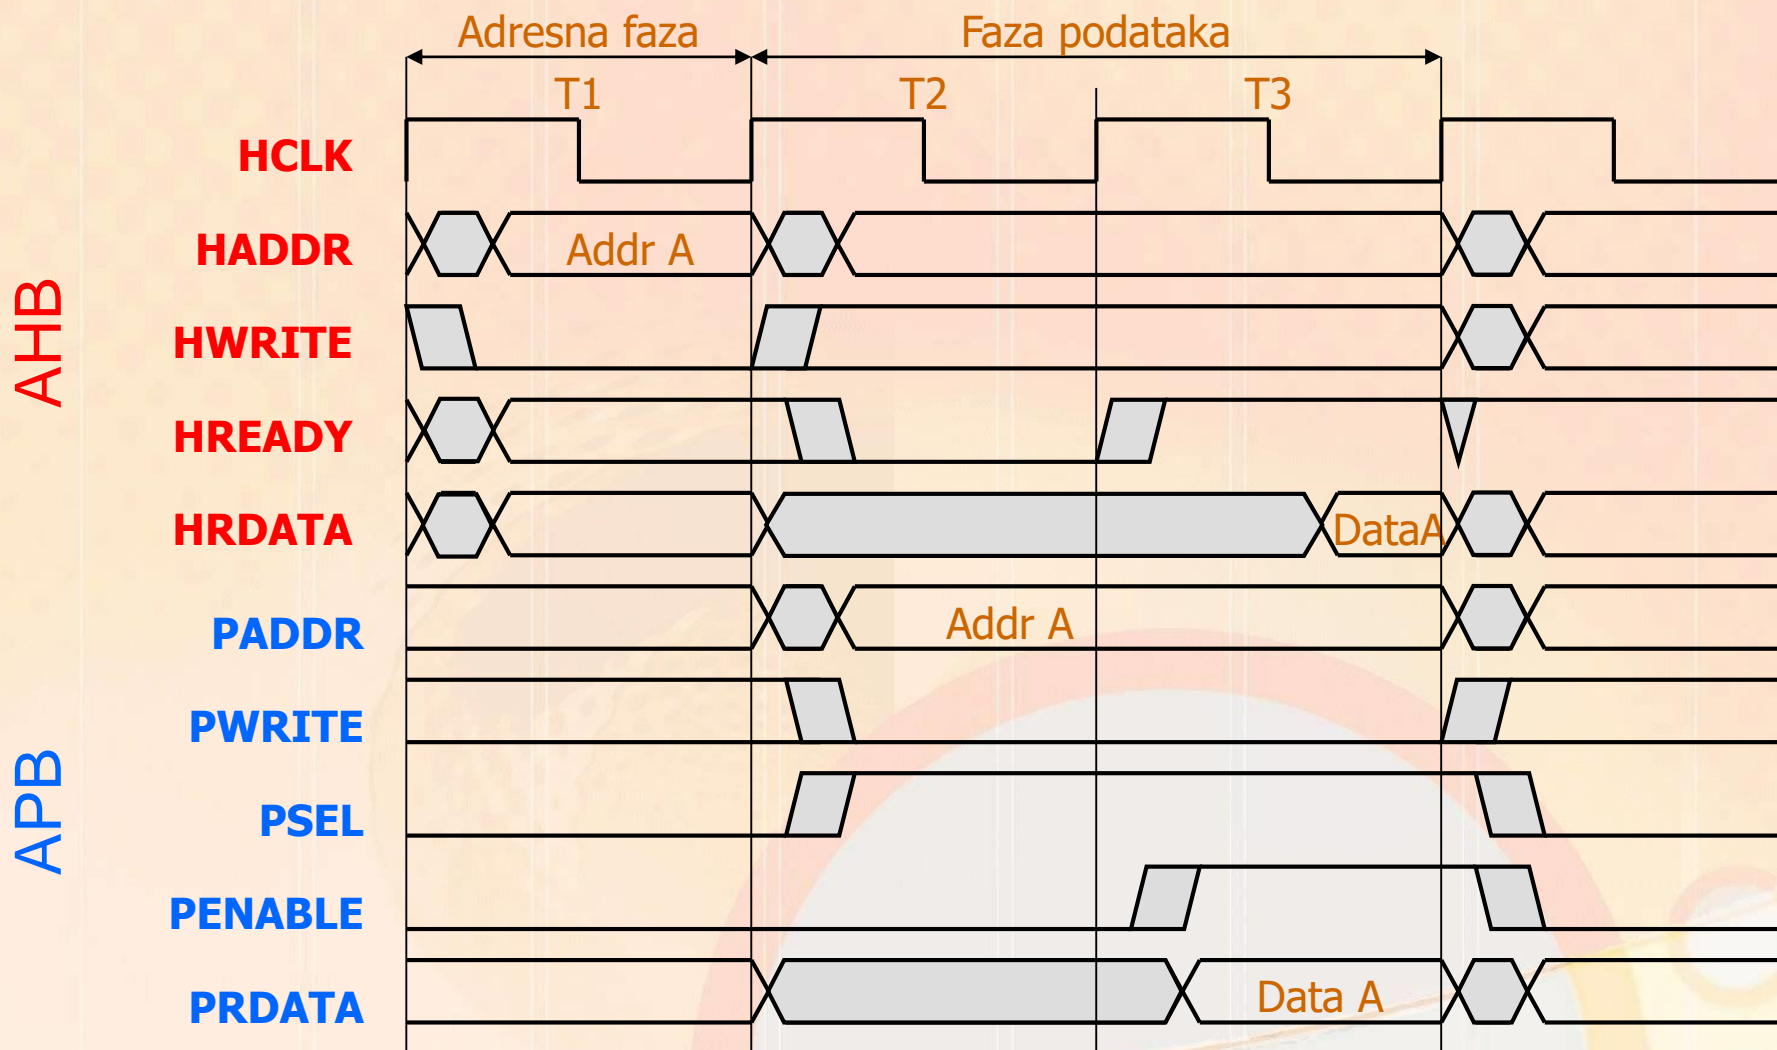 Adresna faza
Faza podataka
T1
T2
T3
HCLK
HADDR
Addr A
AHB
HWRITE
HREADY
HRDATA
DataA
PADDR
Addr A
PWRITE
APB
PSEL
PENABLE
PRDATA
Data A